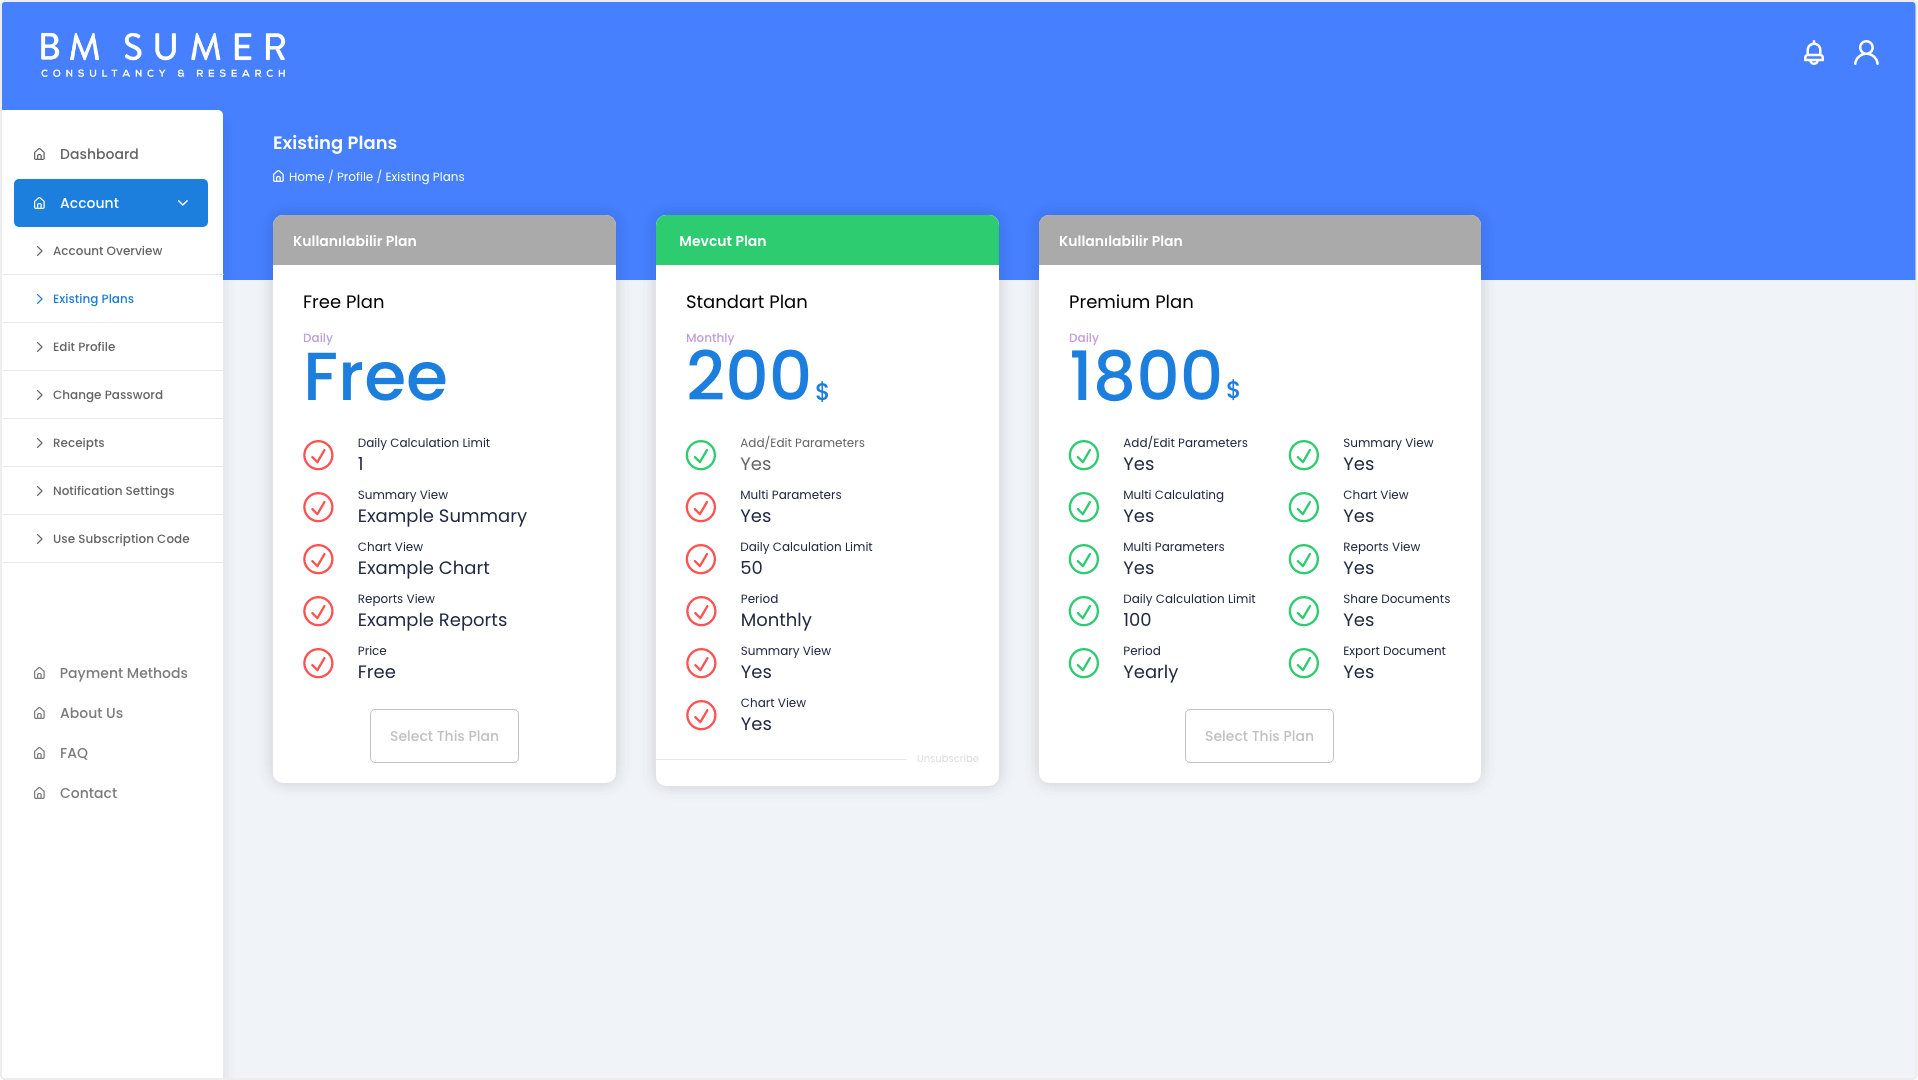 BM SUMER
CONSULTANCY & RESEARCH
Dashboard
Account
Account Overview
Existing Plans
Edit Profile
Change Password
Receipts
Notification Settings
Use Subscription Code
Payment Methods
About Us
FAQ
Contact
Existing Plans
Home / Profile / Existing Plans
Kullanılabilir Plan
Free Plan
Daily
Free
Daily Calculation Limit
1
Summary View
Example Summary
Chart View
Example Chart
Reports View
Example Reports
Price
Free
Select This Plan
Mevcut Plan
Standart Plan
Monthly
200 $
Add/Edit Parameters
Yes
Multi Parameters
Yes
Daily Calculation Limit
50
Period
Monthly
Summary View
Yes
Chart View
Yes
Unsubscribe
Kullanılabilir Plan
Premium Plan
Daily
1800 $
Add/Edit Parameters
Yes
Multi Calculating
Yes
Multi Parameters
Yes
Daily Calculation Limit
100
Period
Yearly
Summary View
Yes
Chart View
Yes
Reports View
Yes
Share Documents
Yes
Export Document
Yes
Select This Plan